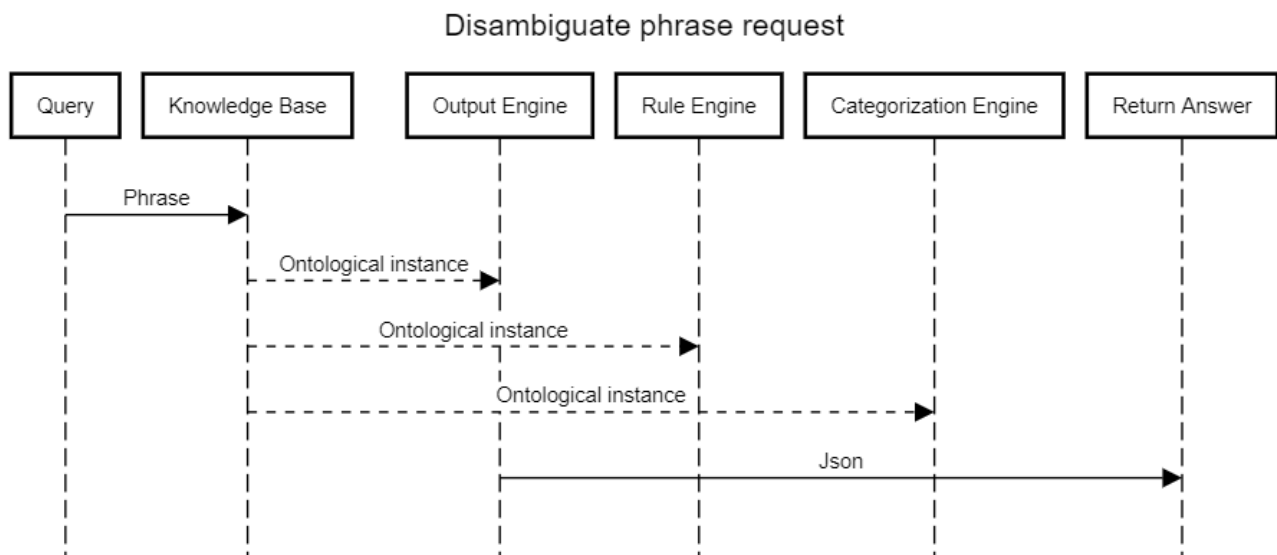 Disambiguate phrase request
Query
Knowledge Base
Output Engine
Rule Engine
Categorization Engine
Return Answer
Phrase
Ontological instance
Ontological instance
Ontological instance
Json